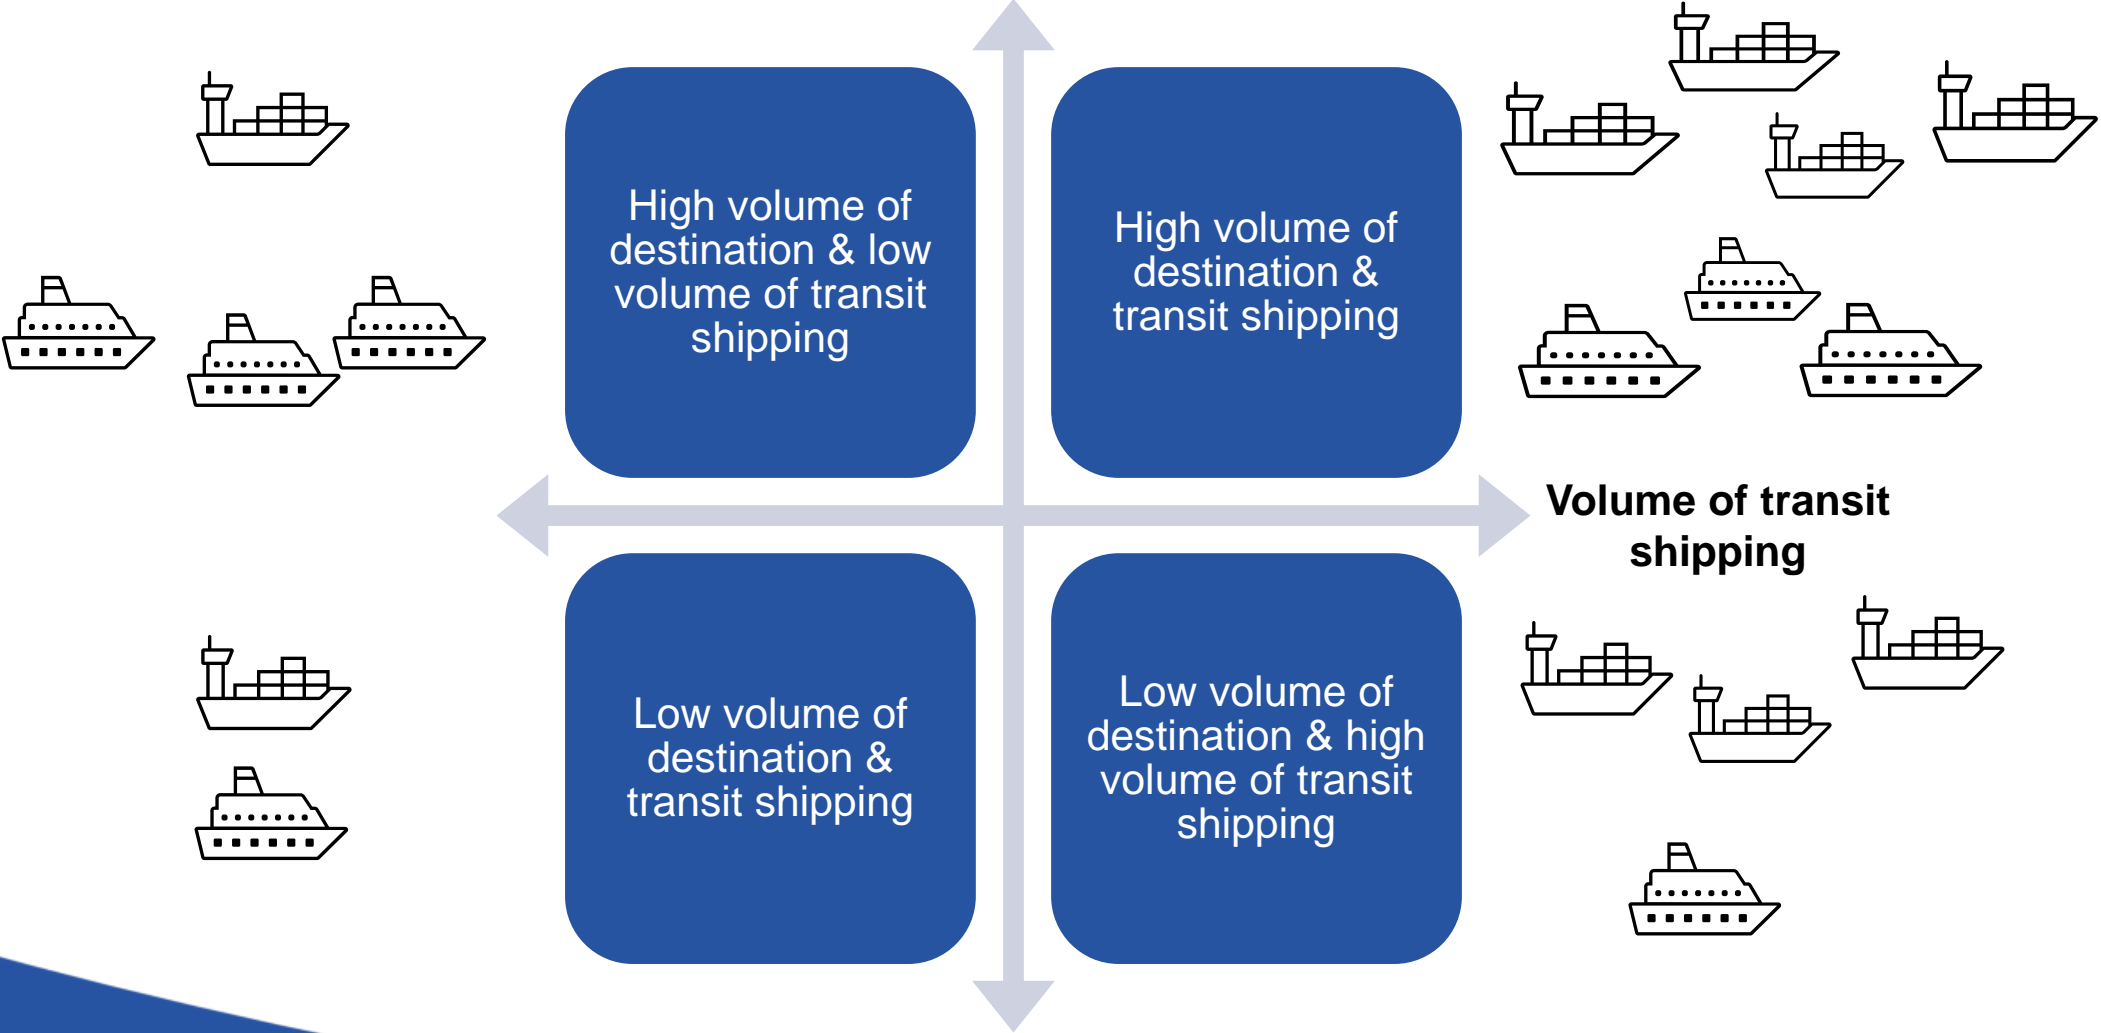 High volume of
destination & low
volume of transit
shipping
High volume of
destination &
transit shipping
Volume of transit
shipping
Low volume of
destination &
transit shipping
Low volume of
destination & high
volume of transit
shipping